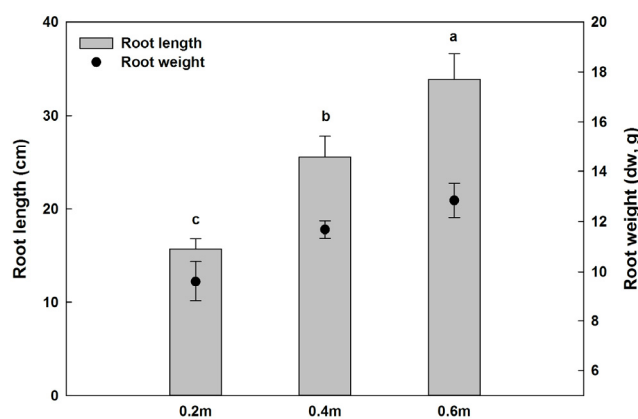 40
30
20
10
0
Root length (cm)
Root length
Root weight
c
b
a
20
18
16
14
12
10
8
6
Root weight (dw, g)
0.2m
0.4m
0.6m